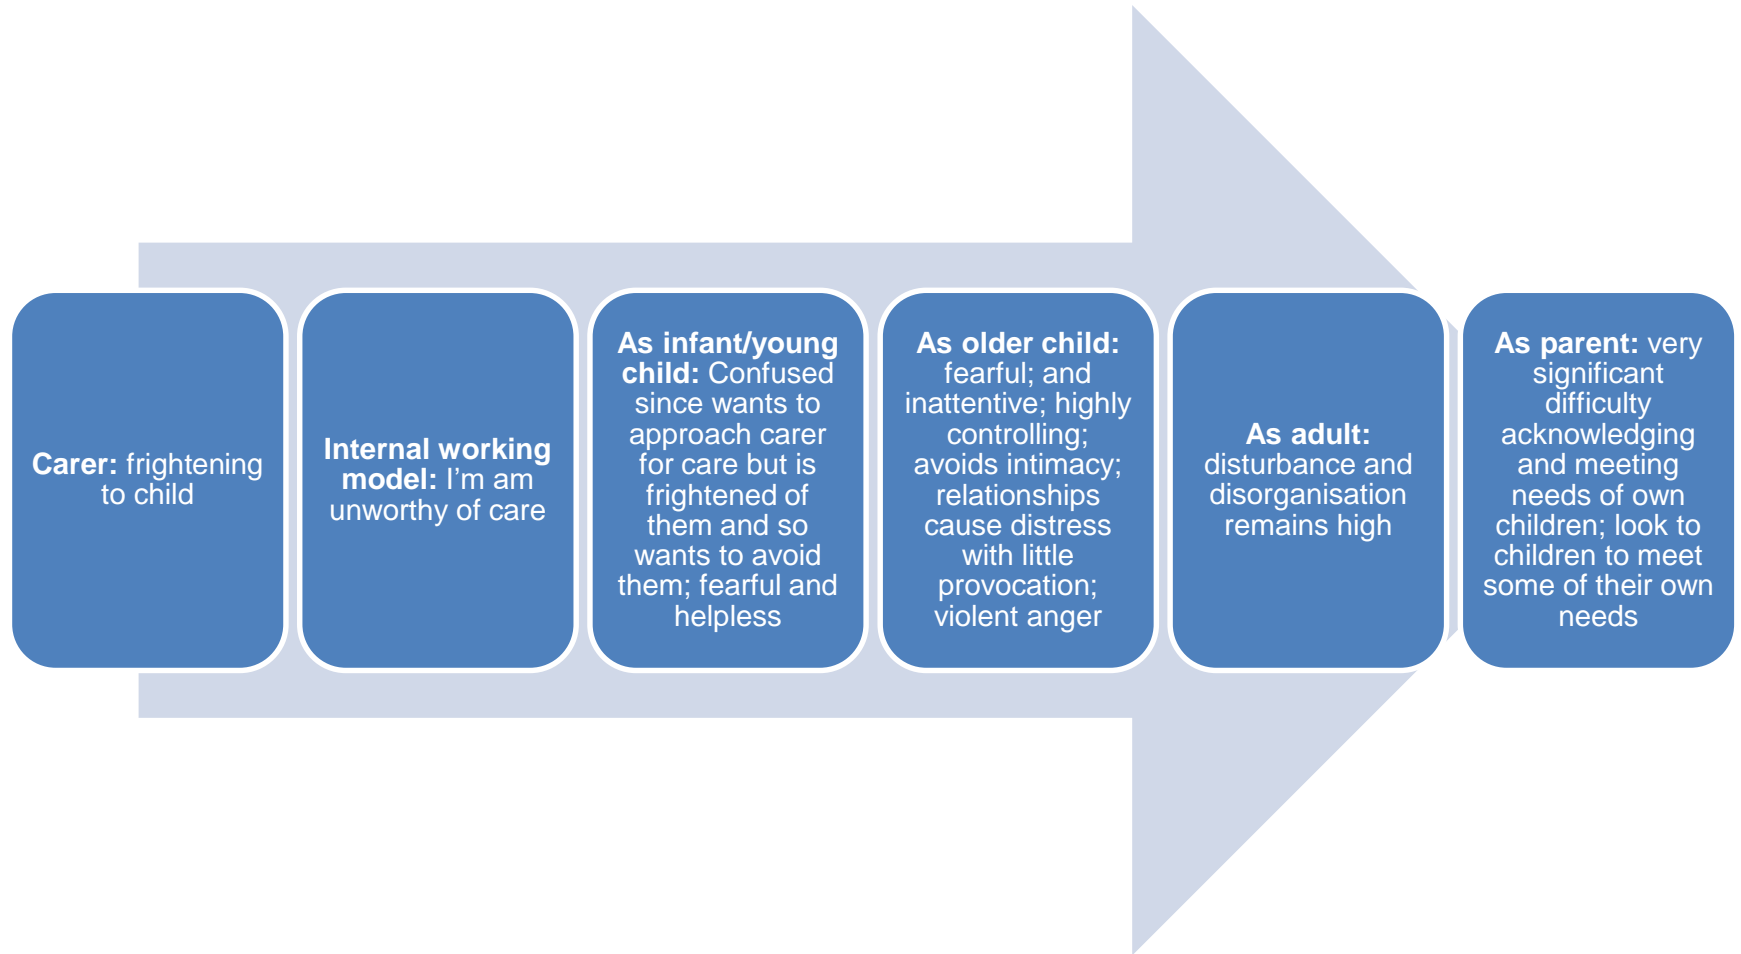 Carer: frightening
to child
Internal working
model: I’m am
unworthy of care
As infant/young
child: Confused
since wants to
approach carer
for care but is
frightened of
them and so
wants to avoid
them; fearful and
helpless
As older child:
fearful; and
inattentive; highly
controlling;
avoids intimacy;
relationships
cause distress
with little
provocation;
violent anger
As adult:
disturbance and
disorganisation
remains high
As parent: very
significant
difficulty
acknowledging
and meeting
needs of own
children; look to
children to meet
some of their own
needs